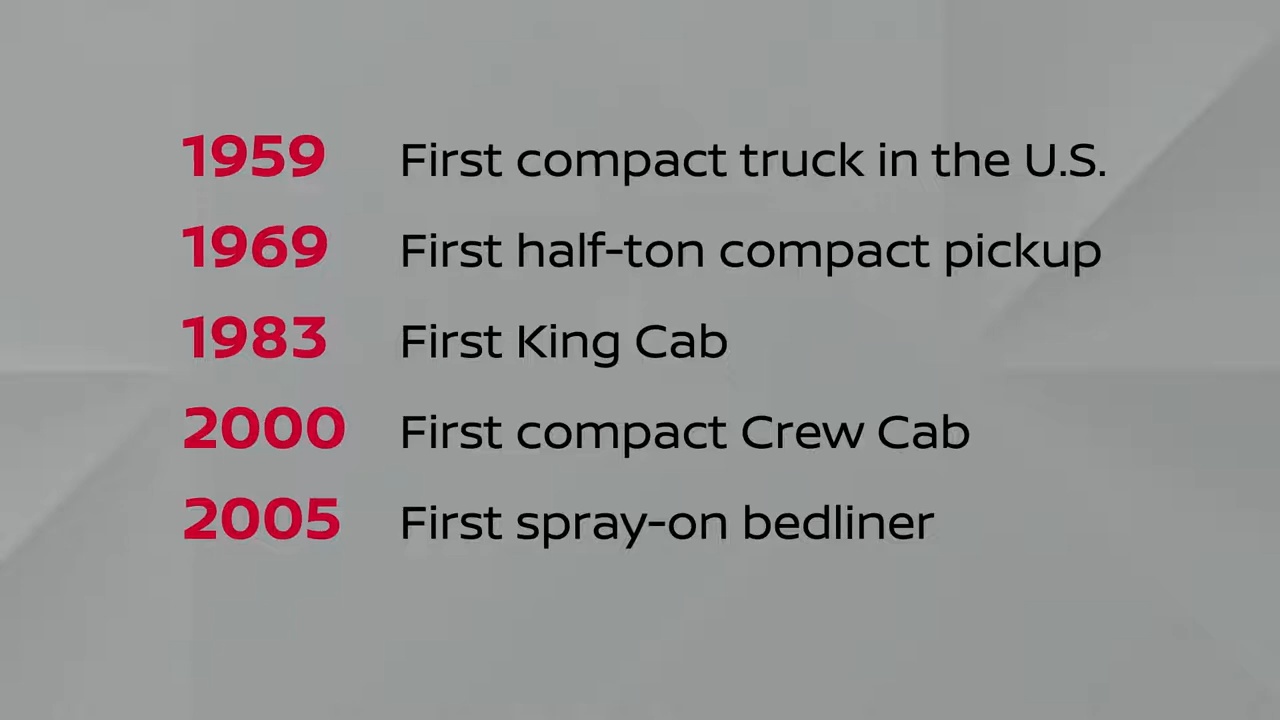 1959 First compact truck in the U.S.
1969 First half-ton compact pickup
1983 First King Cab
2000 First compact Crew Cab
2005 First spray-on bedliner